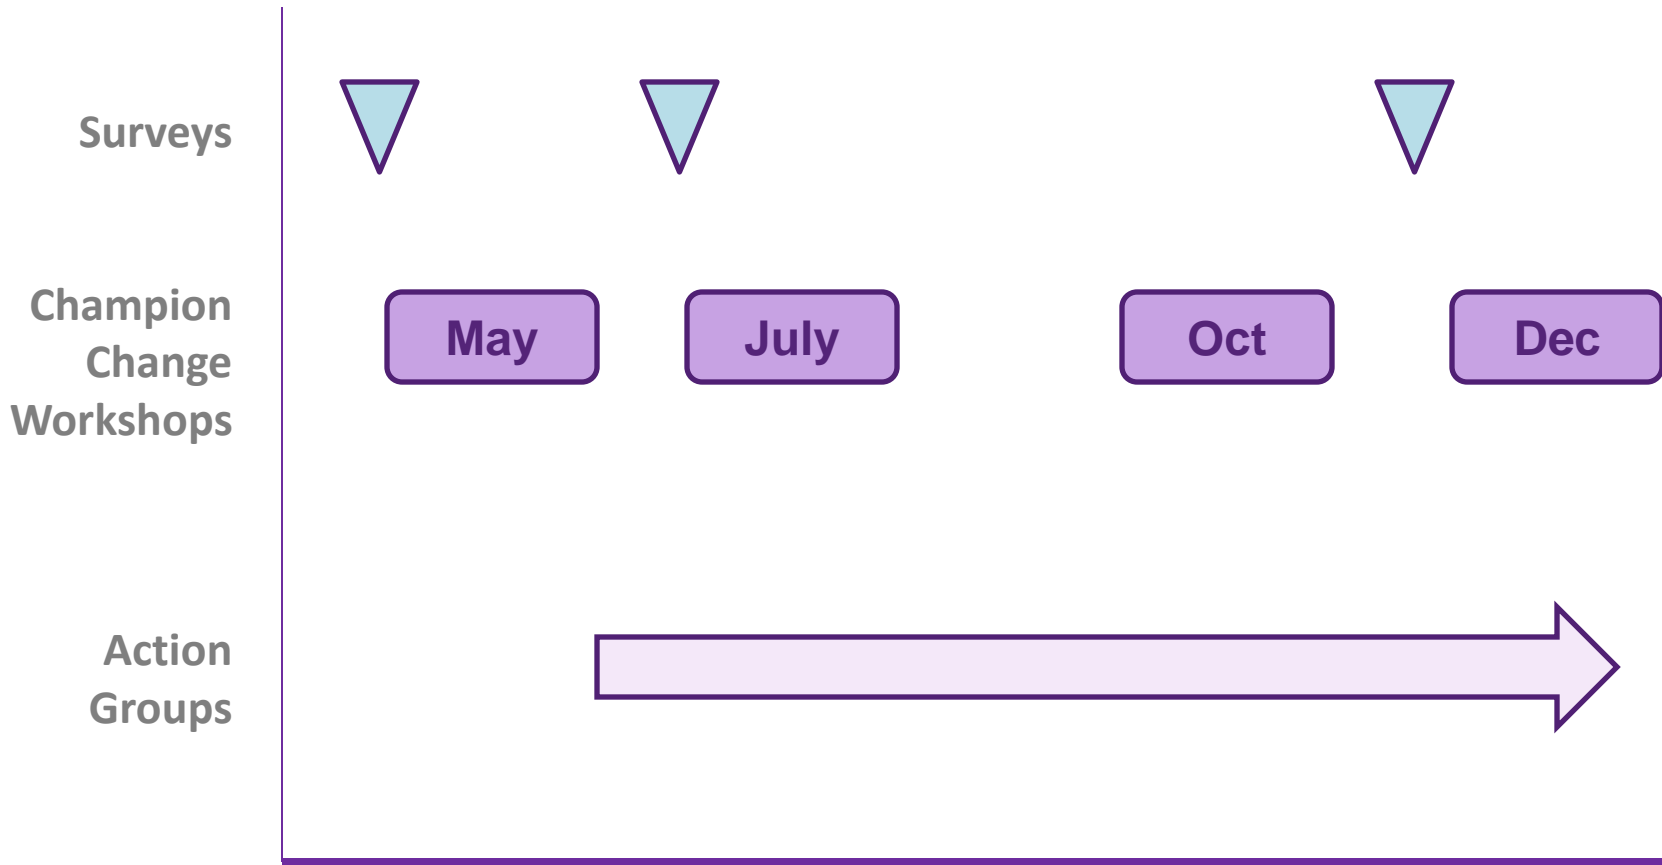 Surveys
Champion
Change
Workshops
May
July
Oct
Dec
Action
Groups